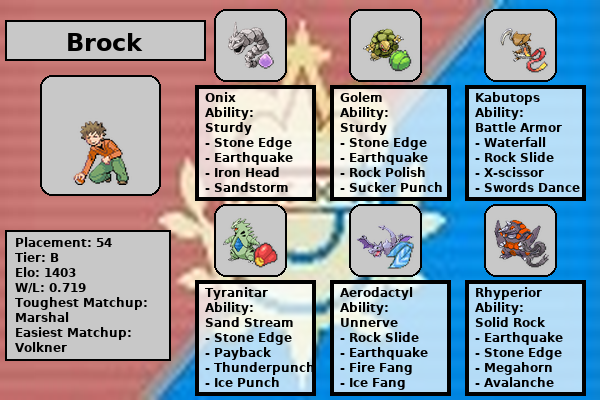 Brock
Onix
Ability:
Sturdy
- Stone Edge
- Earthquake
- Iron Head
- Sandstorm
Golem
Ability:
Sturdy
- Stone Edge
- Earthquake
- Rock Polish
- Sucker Punch
Kabutops
Ability:
Battle Armor
- Waterfall
- Rock Slide
- X-scissor
- Swords Dance
Placement: 54
Tier: B
Elo: 1403
W/L: 0.719
Toughest Matchup:
Marshal
Easiest Matchup:
Volkner
Tyranitar
Ability:
Sand Stream
- Stone Edge
- Payback
- Thunderpunch
- Ice Punch
Aerodactyl
Ability:
Unnerve
- Rock Slide
- Earthquake
- Fire Fang
- Ice Fang
Rhyperior
Ability:
Solid Rock
- Earthquake
- Stone Edge
- Megahorn
- Avalanche